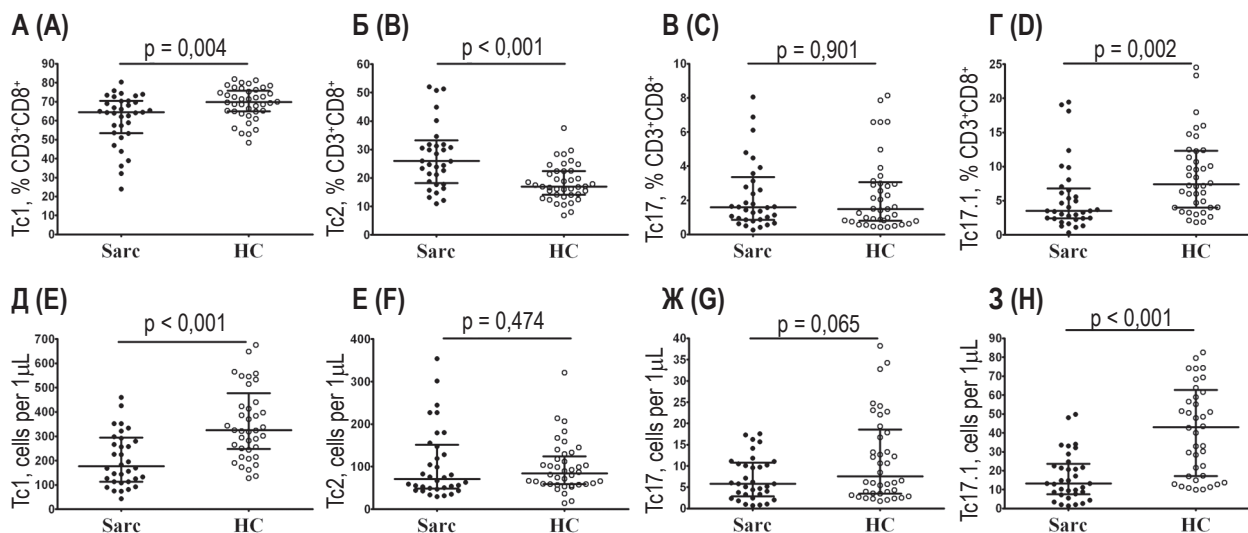 А (A)
p = 0,004
Tc1, % CD3+CD8+
90
80
70
60
50
40
30
20
10
0
Sarc
HC
Б (B)
p < 0,001
Tc2, % CD3+CD8+
60
50
40
30
20
10
0
Sarc
HC
В (C)
p = 0,901
Tc17, % CD3+CD8+
10
8
6
4
2
0
Sarc
HC
Г (D)
p = 0,002
Tc17.1, % CD3+CD8+
25
20
15
10
5
0
Sarc
HC
Д (E)
p < 0,001
Tc1, cells per 1µL
700
600
500
400
300
200
100
0
Sarc
HC
Е (F)
p = 0,474
Tc2, cells per 1µL
400
300
200
100
0
Sarc
HC
Ж (G)
p = 0,065
Tc17, cells per 1µL
40
35
30
25
20
15
10
5
0
Sarc
HC
З (H)
p < 0,001
Tc17.1, cells per 1µL
90
80
70
60
50
40
30
20
10
0
Sarc
HC